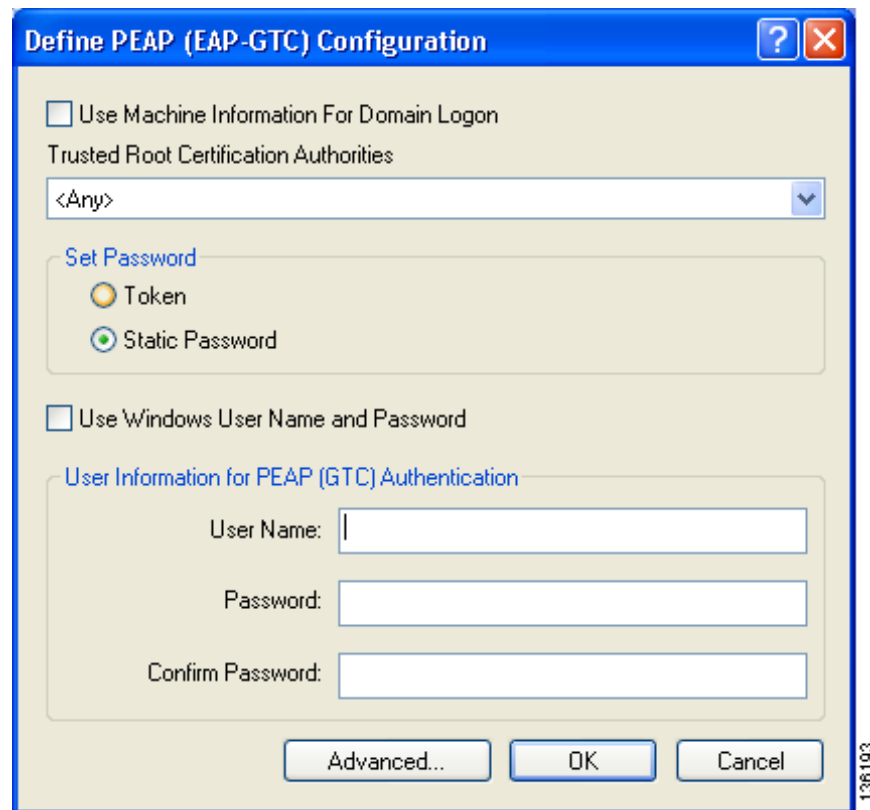 Define PEAP (EAP-GTC) Configuration
?
Use Machine Information For Domain Logon
Trusted Root Certification Authorities
<Any>
Set Password
Token
Static Password
Use Windows User Name and Password
User Information for PEAP (GTC) Authentication
User Name:
Password:
Confirm Password:
Advanced...
OK
Cancel
136193